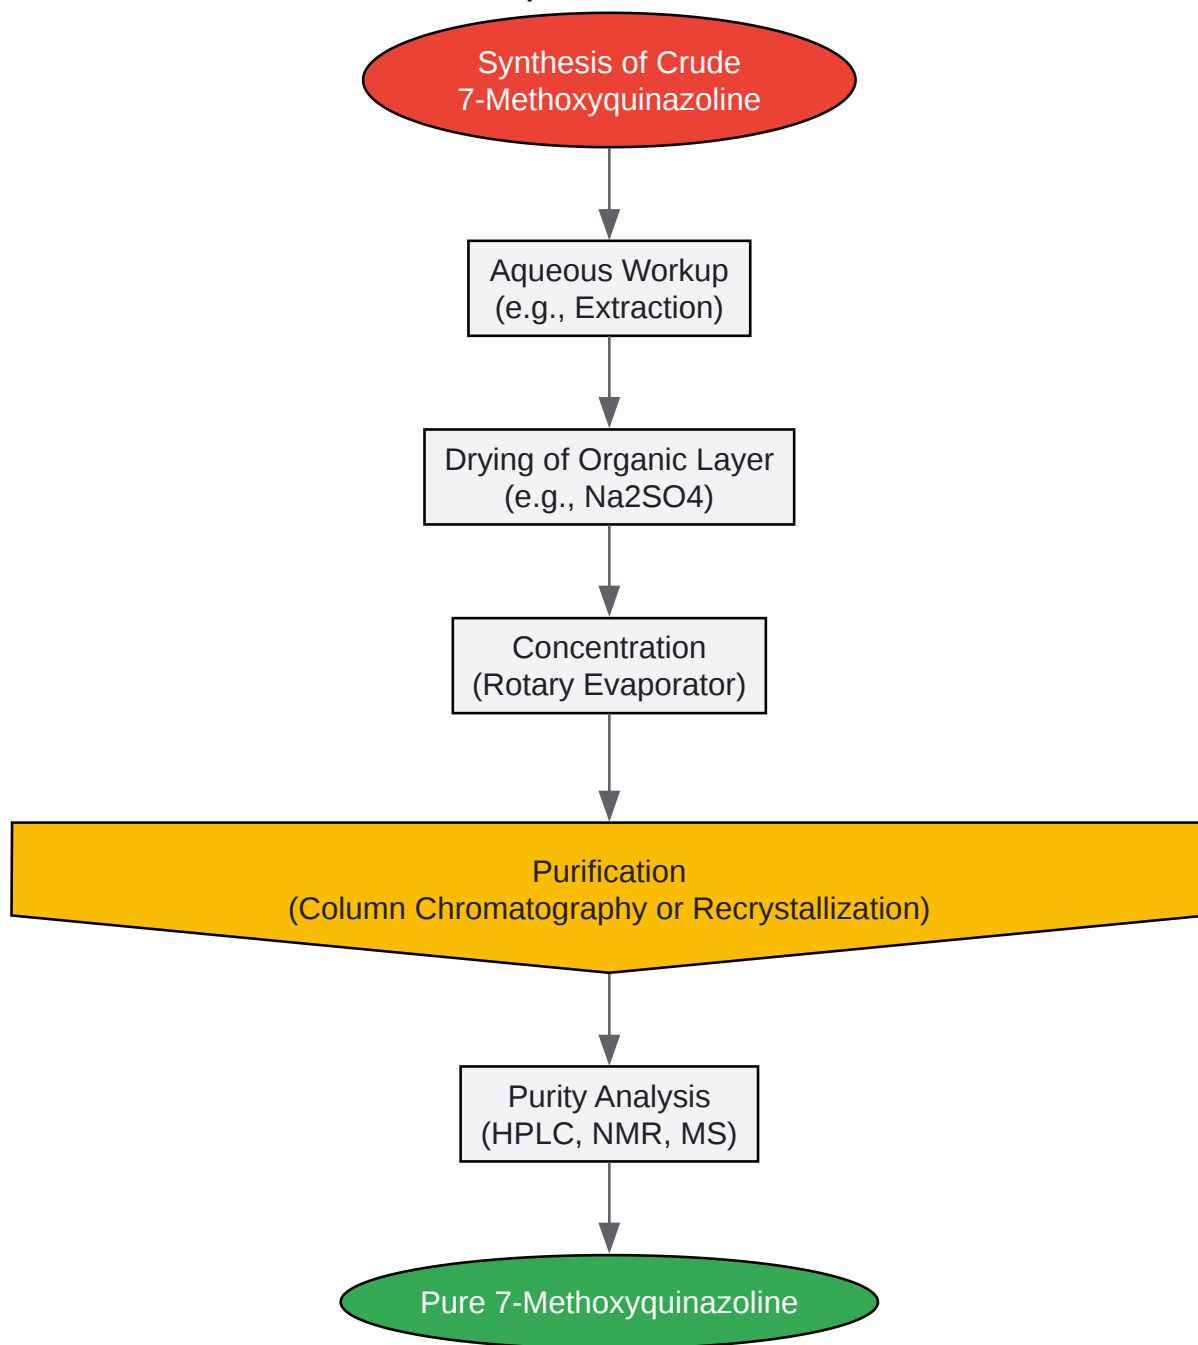 Synthesis of Crude
7-Methoxyquinazoline
Aqueous Workup
(e.g., Extraction)
Drying of Organic Layer
(e.g., Na2SO4)
Concentration
(Rotary Evaporator)
Purification
(Column Chromatography or Recrystallization)
Purity Analysis
(HPLC, NMR, MS)
Pure 7-Methoxyquinazoline